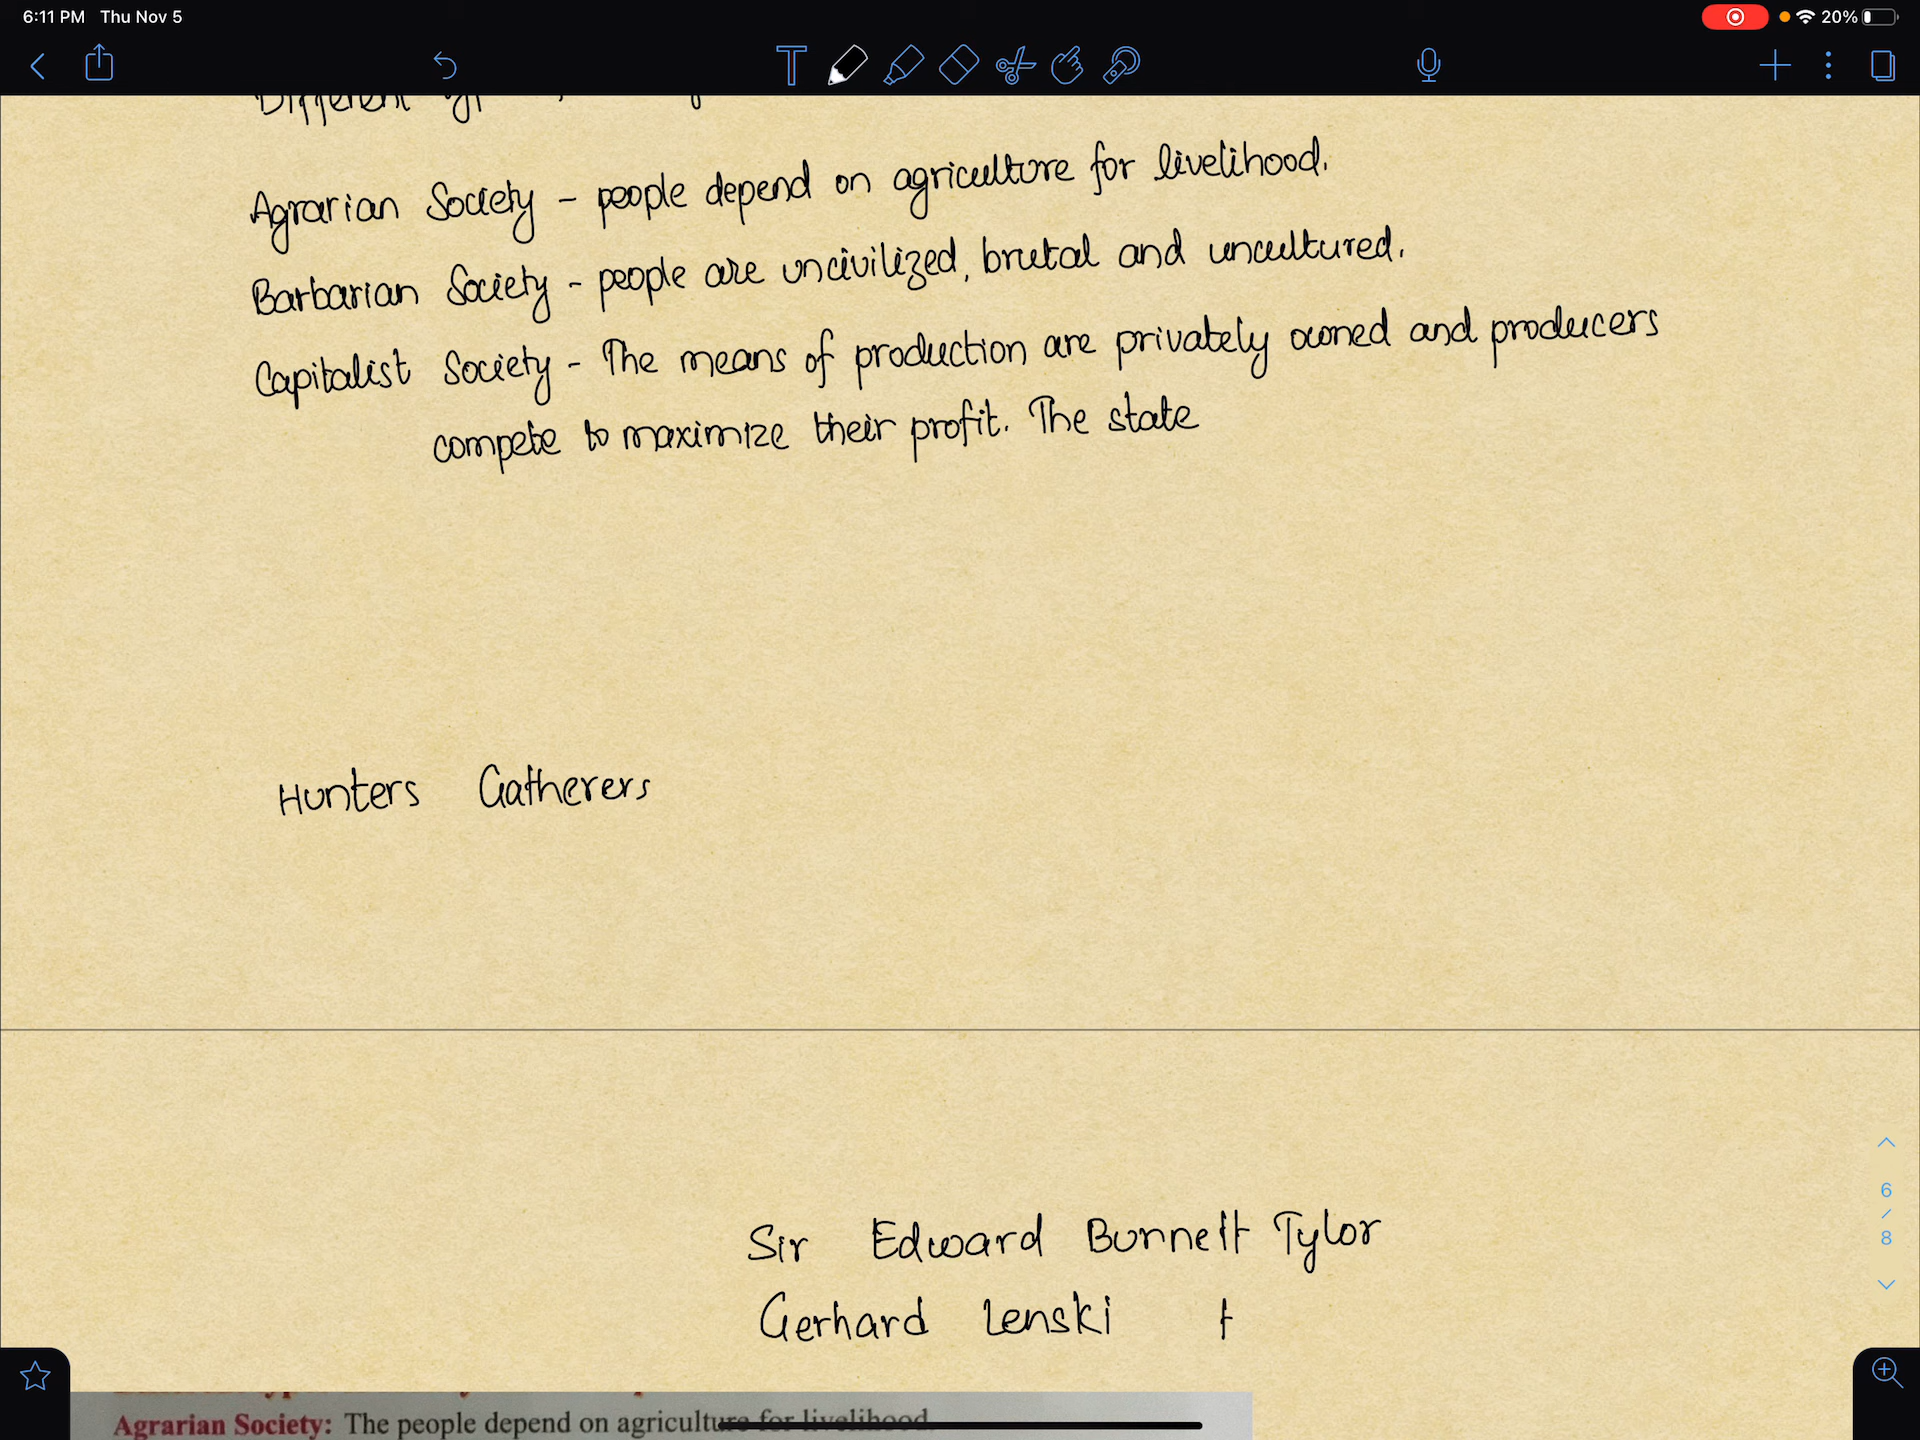 6:11 PM Thu Nov 5
20%
Different
Agrarian Society - people depend on agriculture for livelihood.
Barbarian Society - people are uncivilized, brutal and uncultured.
Capitalist Society - The means of production are privately owned and producers
compete to maximize their profit. The state
Hunters Gatherers
6
/
8
Sir Edward Burnett Tylor
Gerhard Lenski
Agrarian Society: The people depend on agriculture for livelihood.